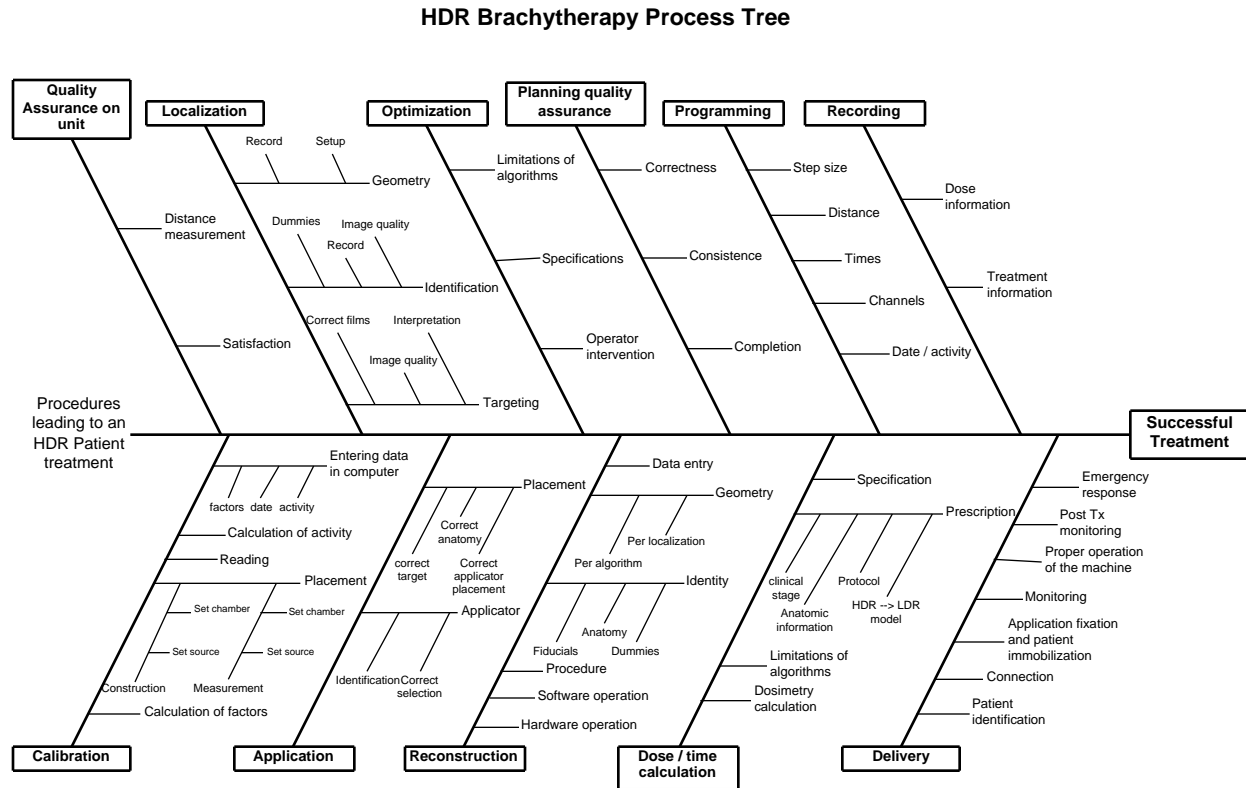 HDR Brachytherapy Process Tree
Quality
Assurance on
unit
Localization
Optimization
Planning quality
assurance
Programming
Recording
Distance
measurement
Satisfaction
Record
Setup
Geometry
Dummies
Image quality
Record
Identification
Correct films
Interpretation
Image quality
Targeting
Limitations of
algorithms
Specifications
Operator
intervention
Correctness
Consistence
Completion
Step size
Distance
Times
Channels
Date / activity
Dose
information
Treatment
information
Procedures
leading to an
HDR Patient
treatment
Successful
Treatment
Entering data
in computer
factors
date
activity
Calculation of activity
Reading
Placement
Set chamber
Set chamber
Set source
Set source
Construction
Measurement
Calculation of factors
Calibration
Placement
Correct
anatomy
correct
target
Correct
applicator
placement
Applicator
Identification
Correct
selection
Application
Data entry
Geometry
Per localization
Per algorithm
Identity
Fiducials
Anatomy
Dummies
Procedure
Software operation
Hardware operation
Reconstruction
Specification
Prescription
clinical
stage
Anatomic
information
Protocol
HDR --> LDR
model
Limitations of
algorithms
Dosimetry
calculation
Dose / time
calculation
Emergency
response
Post Tx
monitoring
Proper operation
of the machine
Monitoring
Application fixation
and patient
immobilization
Connection
Patient
identification
Delivery